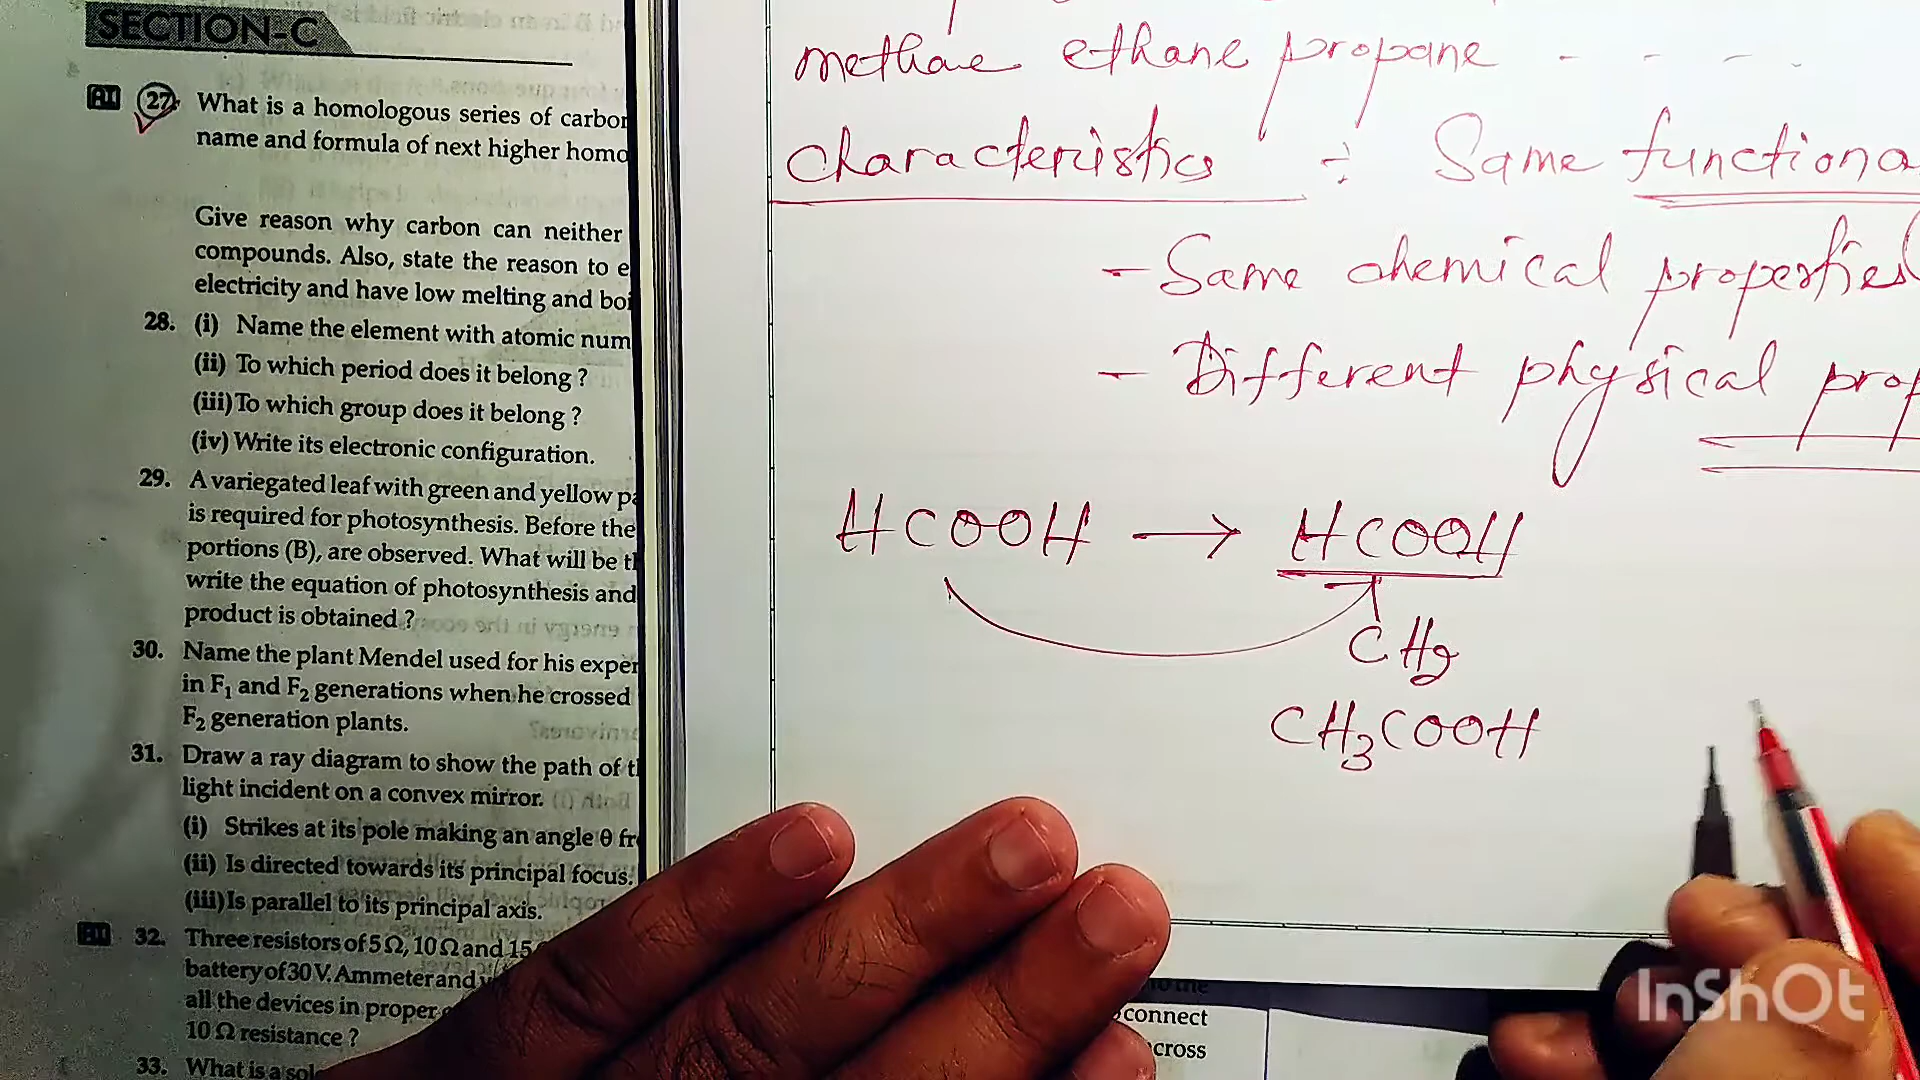 SECTION-C
AI 27. What is a homologous series of carbon
name and formula of next higher homo
Give reason why carbon can neither
compounds. Also, state the reason to e
electricity and have low melting and boi
28. (i) Name the element with atomic num
(ii) To which period does it belong ?
(iii) To which group does it belong ?
(iv) Write its electronic configuration.
29. A variegated leaf with green and yellow pa
is required for photosynthesis. Before the
portions (B), are observed. What will be th
write the equation of photosynthesis and
product is obtained ?
30. Name the plant Mendel used for his exper
in F₁ and F₂ generations when he crossed
F₂ generation plants.
31. Draw a ray diagram to show the path of t
light incident on a convex mirror.
(i) Strikes at its pole making an angle θ fr
(ii) Is directed towards its principal focus.
(iii) Is parallel to its principal axis.
32. Three resistors of 5 Ω, 10 Ω and 15
battery of 30 V. Ammeter and v
all the devices in proper
10 Ω resistance ?
33. What is a sol
methae ethane propane - - - -
Characteristics ÷ Same functiona
- Same chemical properties
- Different physical prop
HCOOH → HCOOH
CH₂
CH₃COOH
connect
cross
InShOt